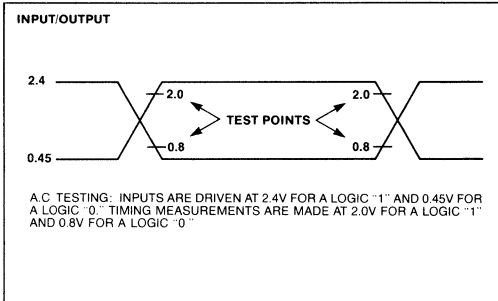 INPUT/OUTPUT
2.4
2.0
2.0
TEST POINTS
0.8
0.8
0.45
A.C TESTING: INPUTS ARE DRIVEN AT 2.4V FOR A LOGIC "1" AND 0.45V FOR
A LOGIC "0." TIMING MEASUREMENTS ARE MADE AT 2.0V FOR A LOGIC "1"
AND 0.8V FOR A LOGIC "0"